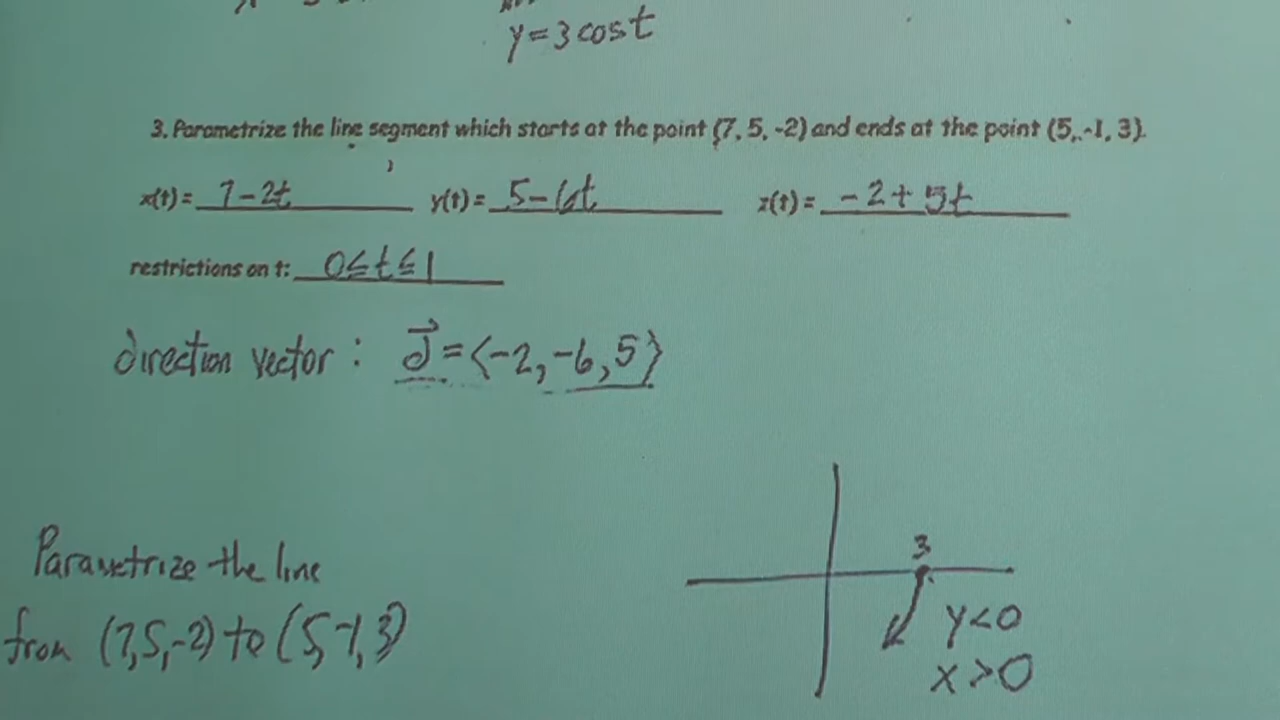 y=3cost
3. Parametrize the line segment which starts at the point (7, 5, -2) and ends at the point (5, -1, 3).
x(t) = 7-2t y(t) = 5-6t z(t) = -2+5t
restrictions on t: 0≤t≤1
direction vector : d⃗ = ⟨-2, -6, 5⟩
3
Parametrize the line
y<0
from (7,5,-2) to (5,-1,3)
x>0